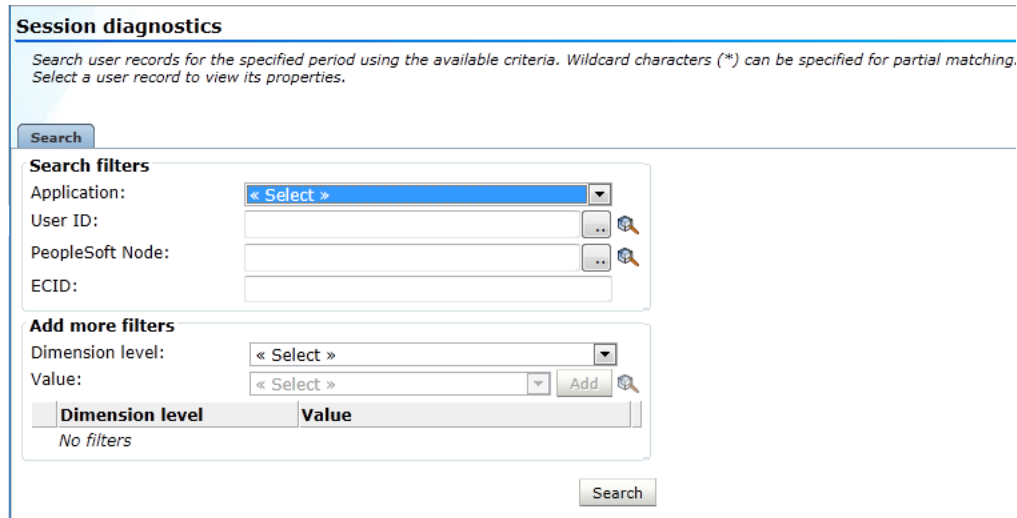 Session diagnostics
Search user records for the specified period using the available criteria. Wildcard characters (*) can be specified for partial matching.
Select a user record to view its properties.
Search
Search filters
Application: « Select »
User ID: ..
PeopleSoft Node: ..
ECID:
Add more filters
Dimension level: « Select »
Value: « Select » Add
Dimension level Value
No filters
Search